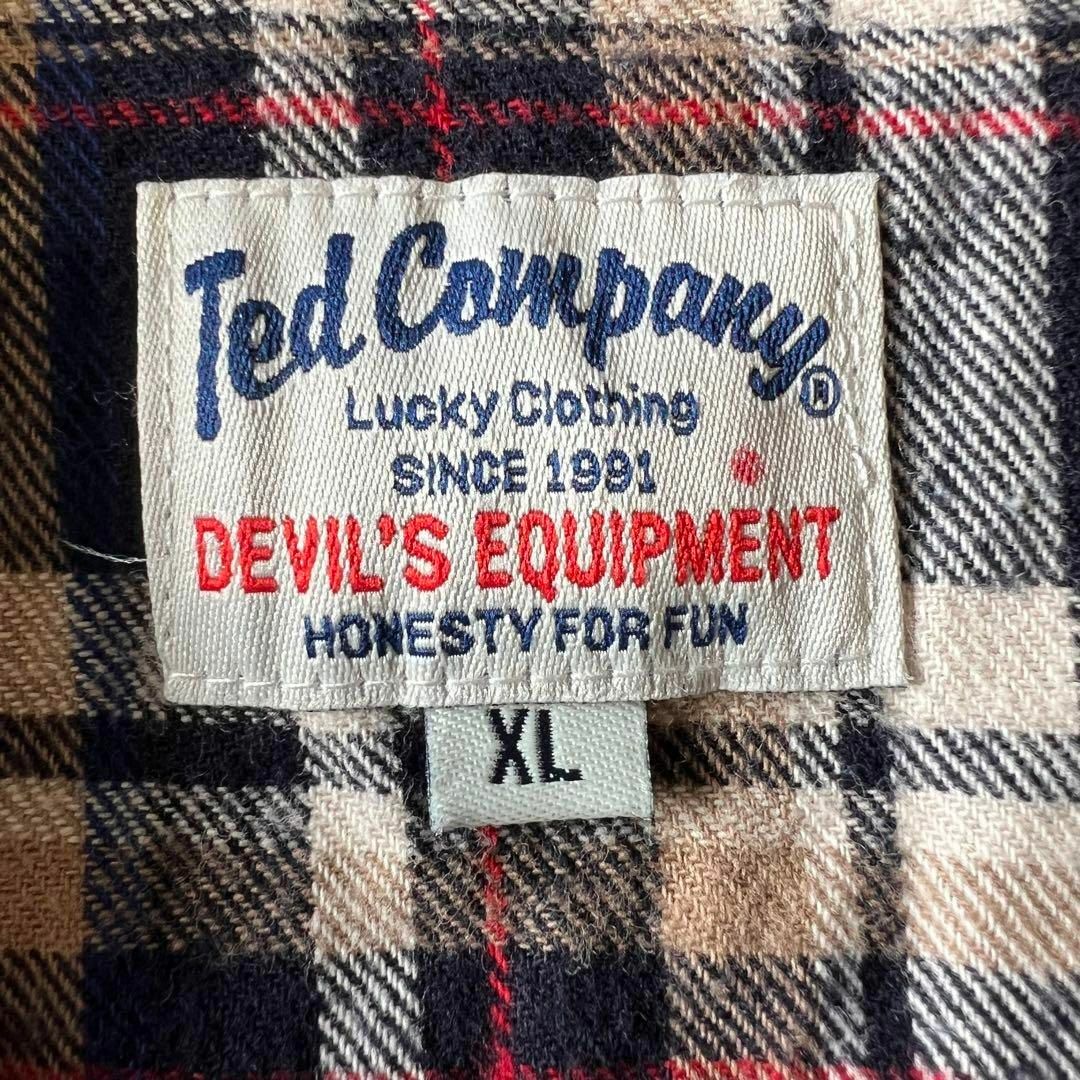 Ted Company®
Lucky Clothing
SINCE 1991
DEVIL'S EQUIPMENT
HONESTY FOR FUN
XL